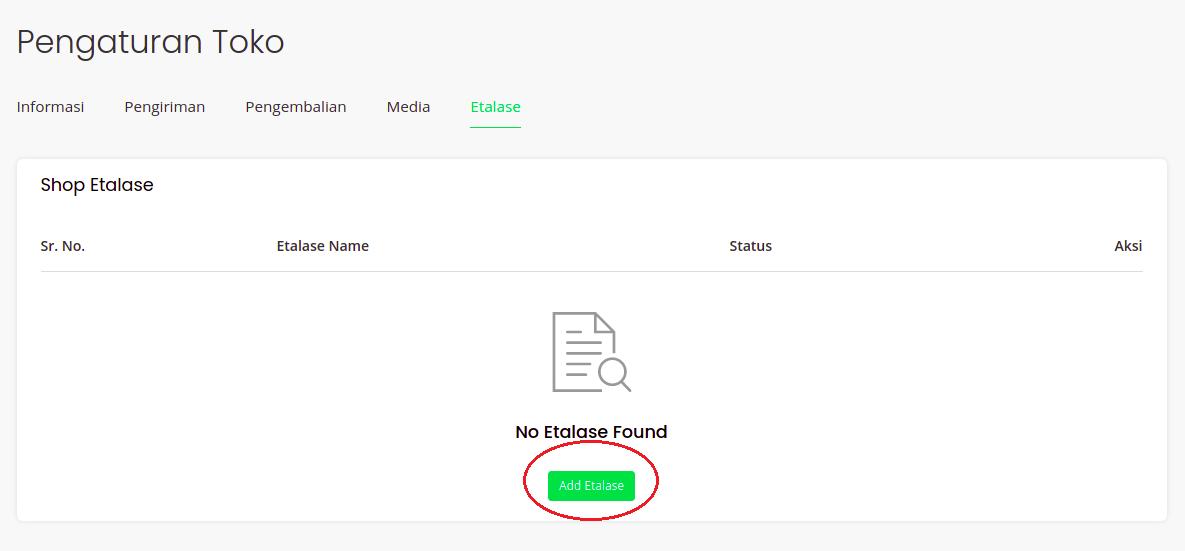 Pengaturan Toko
Informasi Pengiriman Pengembalian Media Etalase
Shop Etalase
Sr. No. Etalase Name Status Aksi
No Etalase Found
Add Etalase